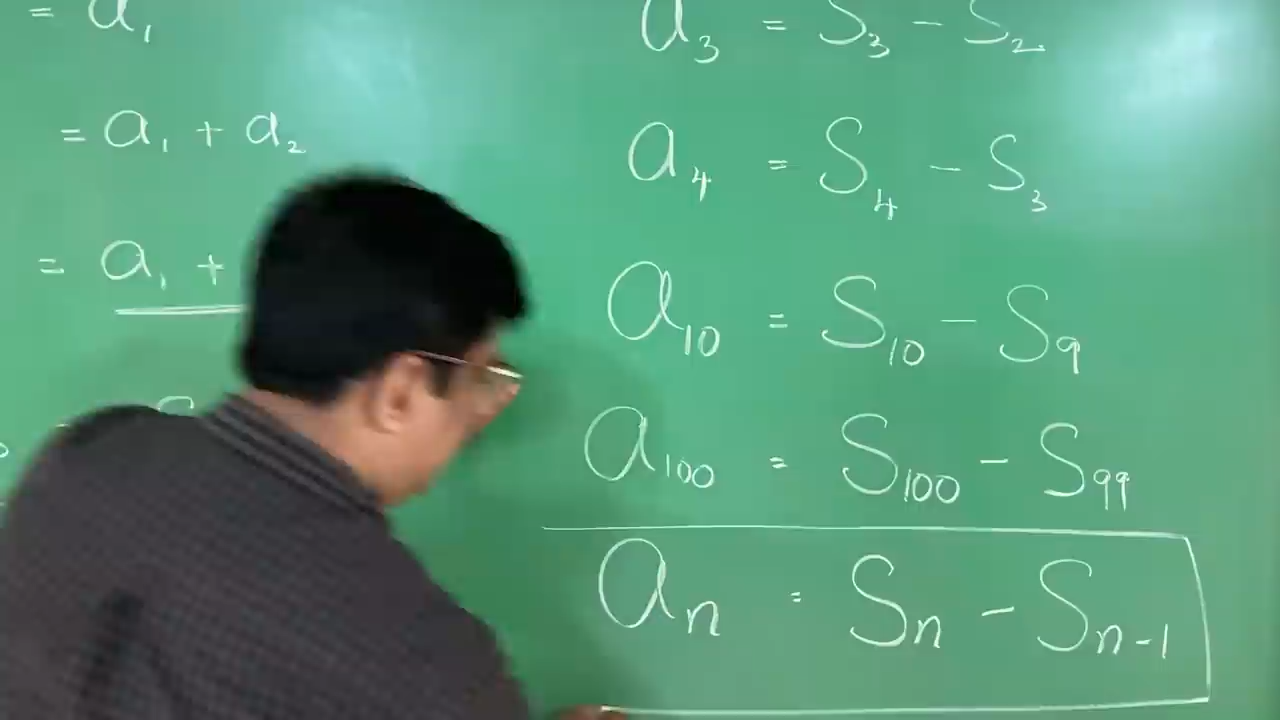 = a₁
= a₁ + a₂
= a₁ +
a₃ = S₃ - S₂
a₄ = S₄ - S₃
a₁₀ = S₁₀ - S₉
a₁₀₀ = S₁₀₀ - S₉₉
aₙ = Sₙ - Sₙ₋₁